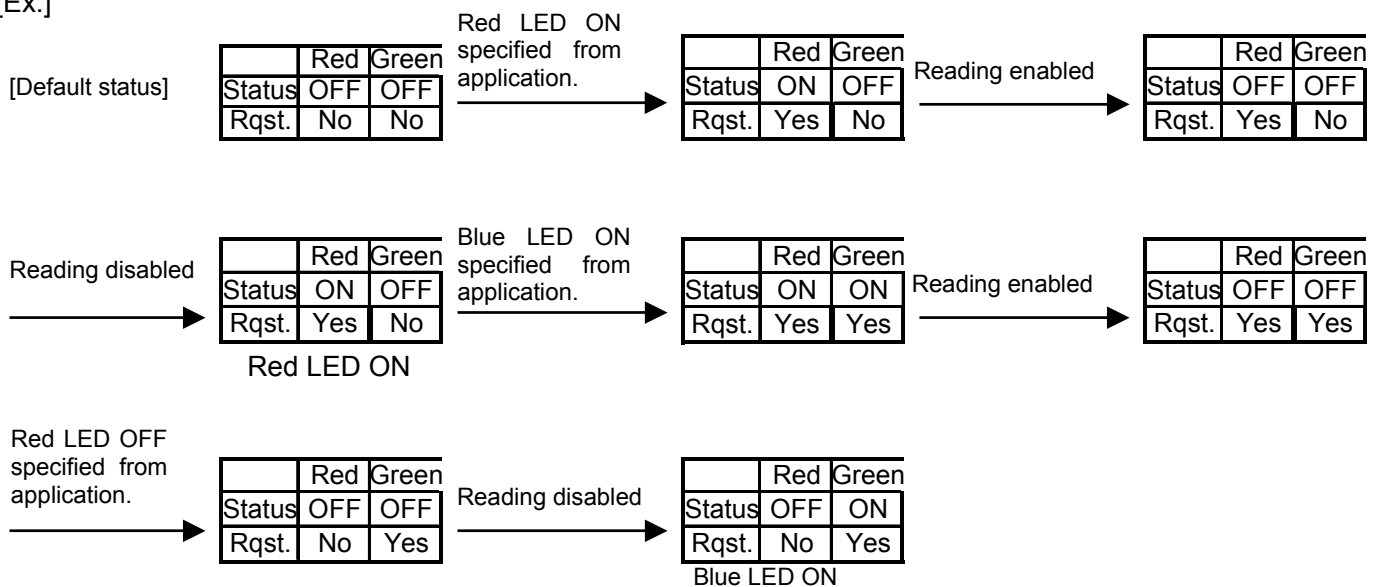 [Ex.]
[Default status]
Red Green
Status OFF OFF
Rqst. No No
Red LED ON
specified from
application.
Red Green
Status ON OFF
Rqst. Yes No
Reading enabled
Red Green
Status OFF OFF
Rqst. Yes No
Reading disabled
Red Green
Status ON OFF
Rqst. Yes No
Red LED ON
Blue LED ON
specified from
application.
Red Green
Status ON ON
Rqst. Yes Yes
Reading enabled
Red Green
Status OFF OFF
Rqst. Yes Yes
Red LED OFF
specified from
application.
Red Green
Status OFF OFF
Rqst. No Yes
Reading disabled
Red Green
Status OFF ON
Rqst. No Yes
Blue LED ON